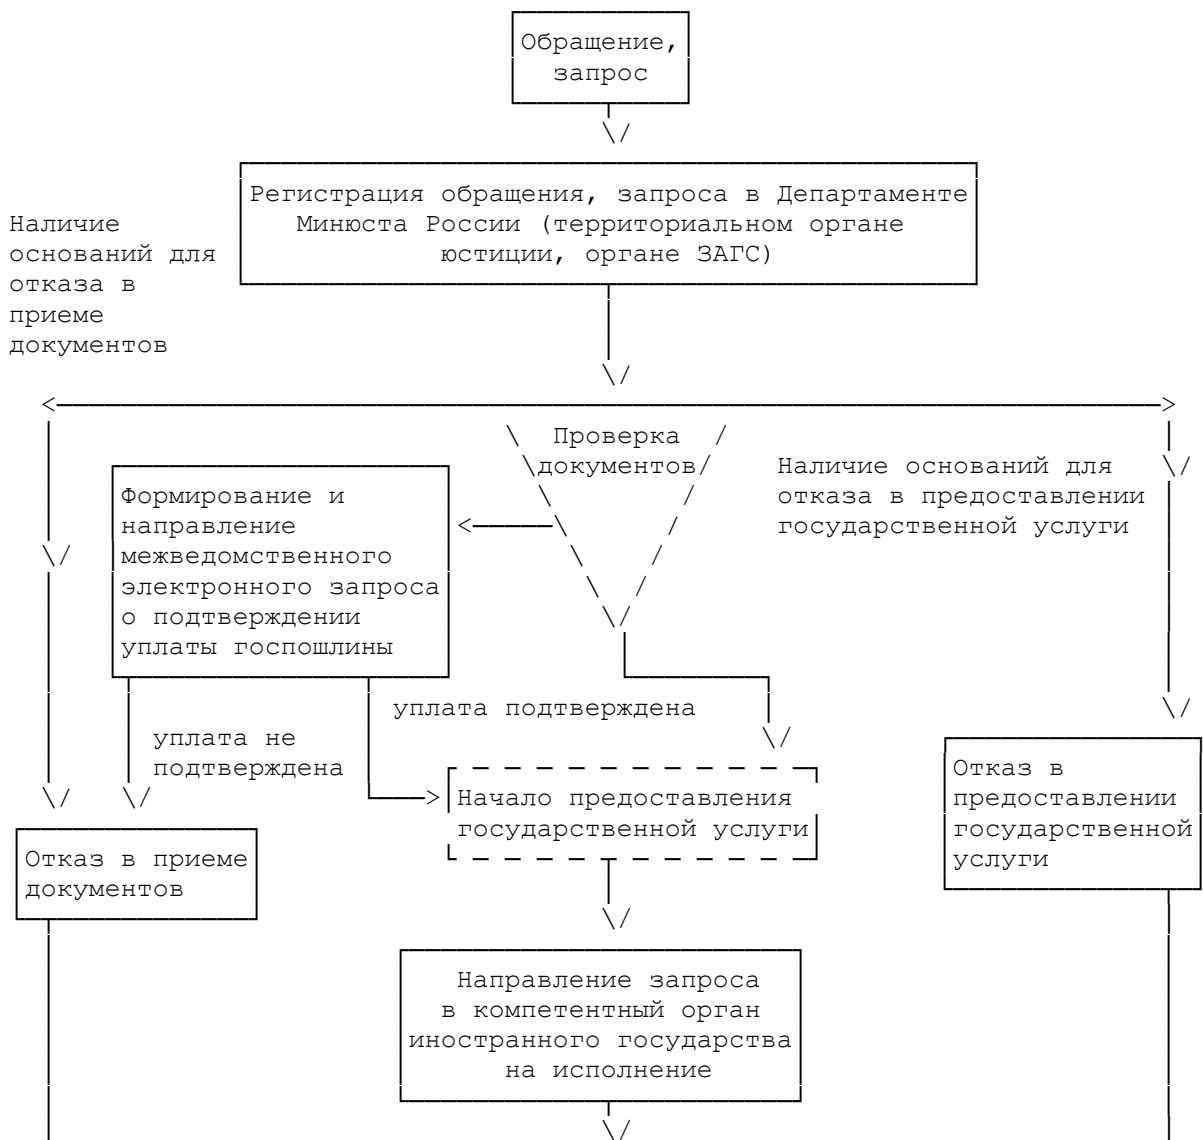 Обращение,
запрос
Регистрация обращения, запроса в Департаменте
Минюста России (территориальном органе
юстиции, органе ЗАГС)
Наличие
оснований для
отказа в
приеме
документов
Проверка
документов
Наличие оснований для
отказа в предоставлении
государственной услуги
Формирование и
направление
межведомственного
электронного запроса
о подтверждении
уплаты госпошлины
уплата подтверждена
уплата не
подтверждена
Начало предоставления
государственной услуги
Отказ в
предоставлении
государственной
услуги
Отказ в приеме
документов
Направление запроса
в компетентный орган
иностранного государства
на исполнение